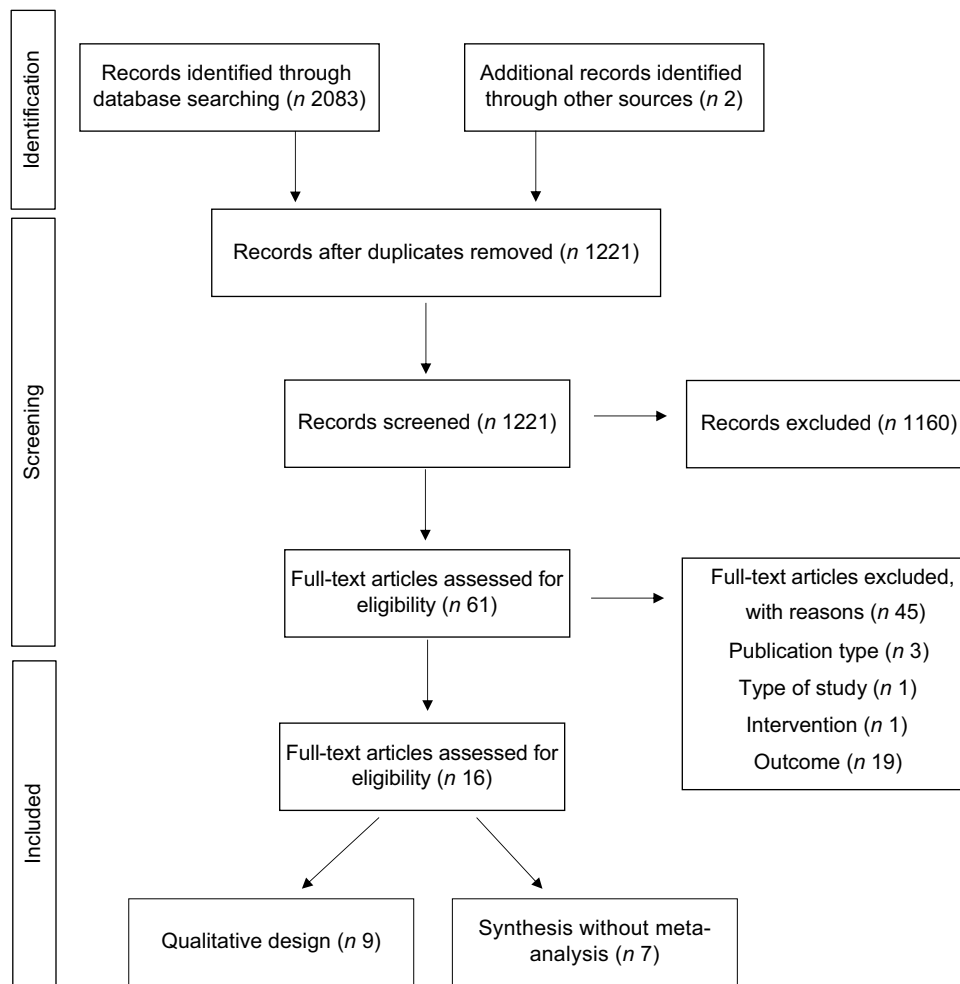 Identification
Records identified through
database searching (n 2083)
Additional records identified
through other sources (n 2)
Screening
Records after duplicates removed (n 1221)
Records screened (n 1221)
Records excluded (n 1160)
Full-text articles assessed for
eligibility (n 61)
Full-text articles excluded,
with reasons (n 45)
Publication type (n 3)
Type of study (n 1)
Intervention (n 1)
Outcome (n 19)
Included
Full-text articles assessed for
eligibility (n 16)
Qualitative design (n 9)
Synthesis without meta-
analysis (n 7)